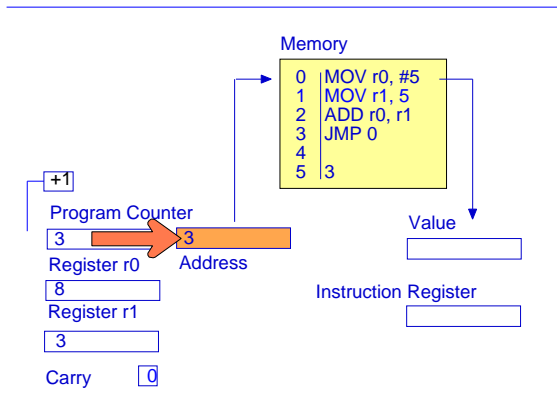 Memory
0 MOV r0, #5
1 MOV r1, 5
2 ADD r0, r1
3 JMP 0
4
5 3
+1
Program Counter
3
3
Address
Value
Register r0
8
Instruction Register
Register r1
3
Carry 0